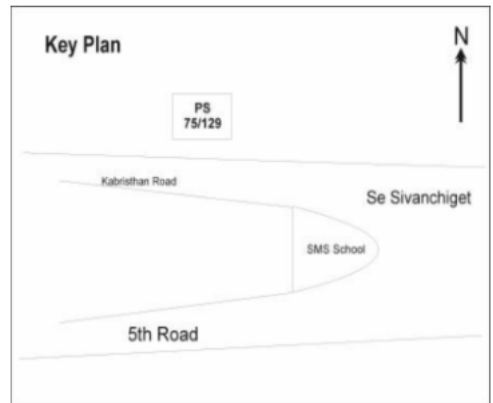 Key Plan
N
PS
75/129
Kabristhan Road
Se Sivanchiget
SMS School
5th Road